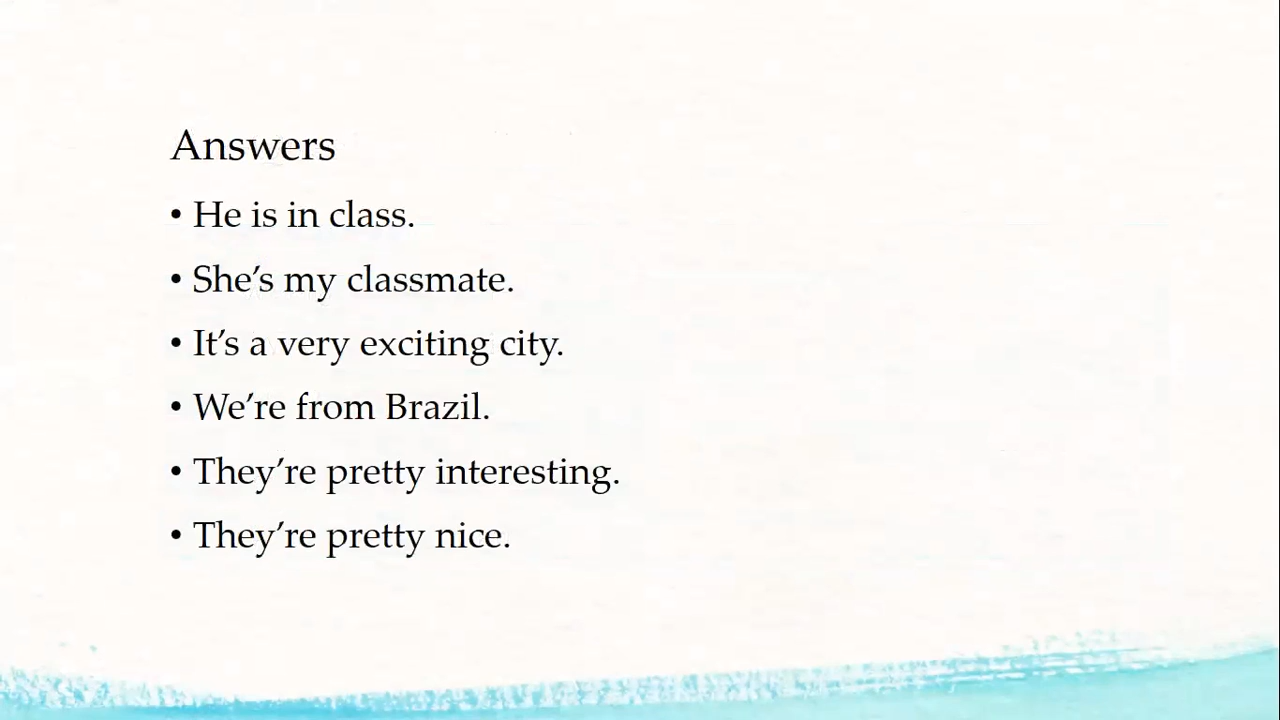 Answers
• He is in class.
• She’s my classmate.
• It’s a very exciting city.
• We’re from Brazil.
• They’re pretty interesting.
• They’re pretty nice.